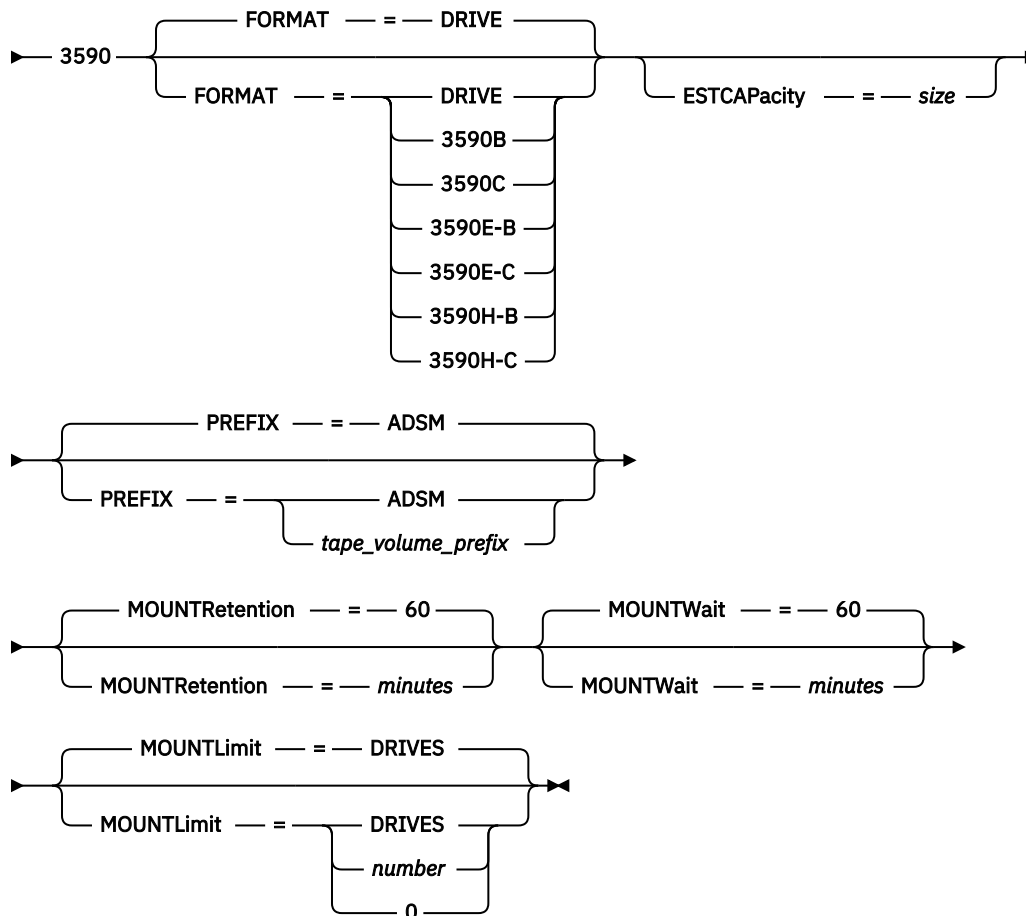 FORMAT = DRIVE
3590
FORMAT = DRIVE ESTCAPacity = size
3590B
3590C
3590E-B
3590E-C
3590H-B
3590H-C
PREFIX = ADSM
PREFIX = ADSM
tape_volume_prefix
MOUNTRetention = 60 MOUNTWait = 60
MOUNTRetention = minutes MOUNTWait = minutes
MOUNTLimit = DRIVES
MOUNTLimit = DRIVES
number
0